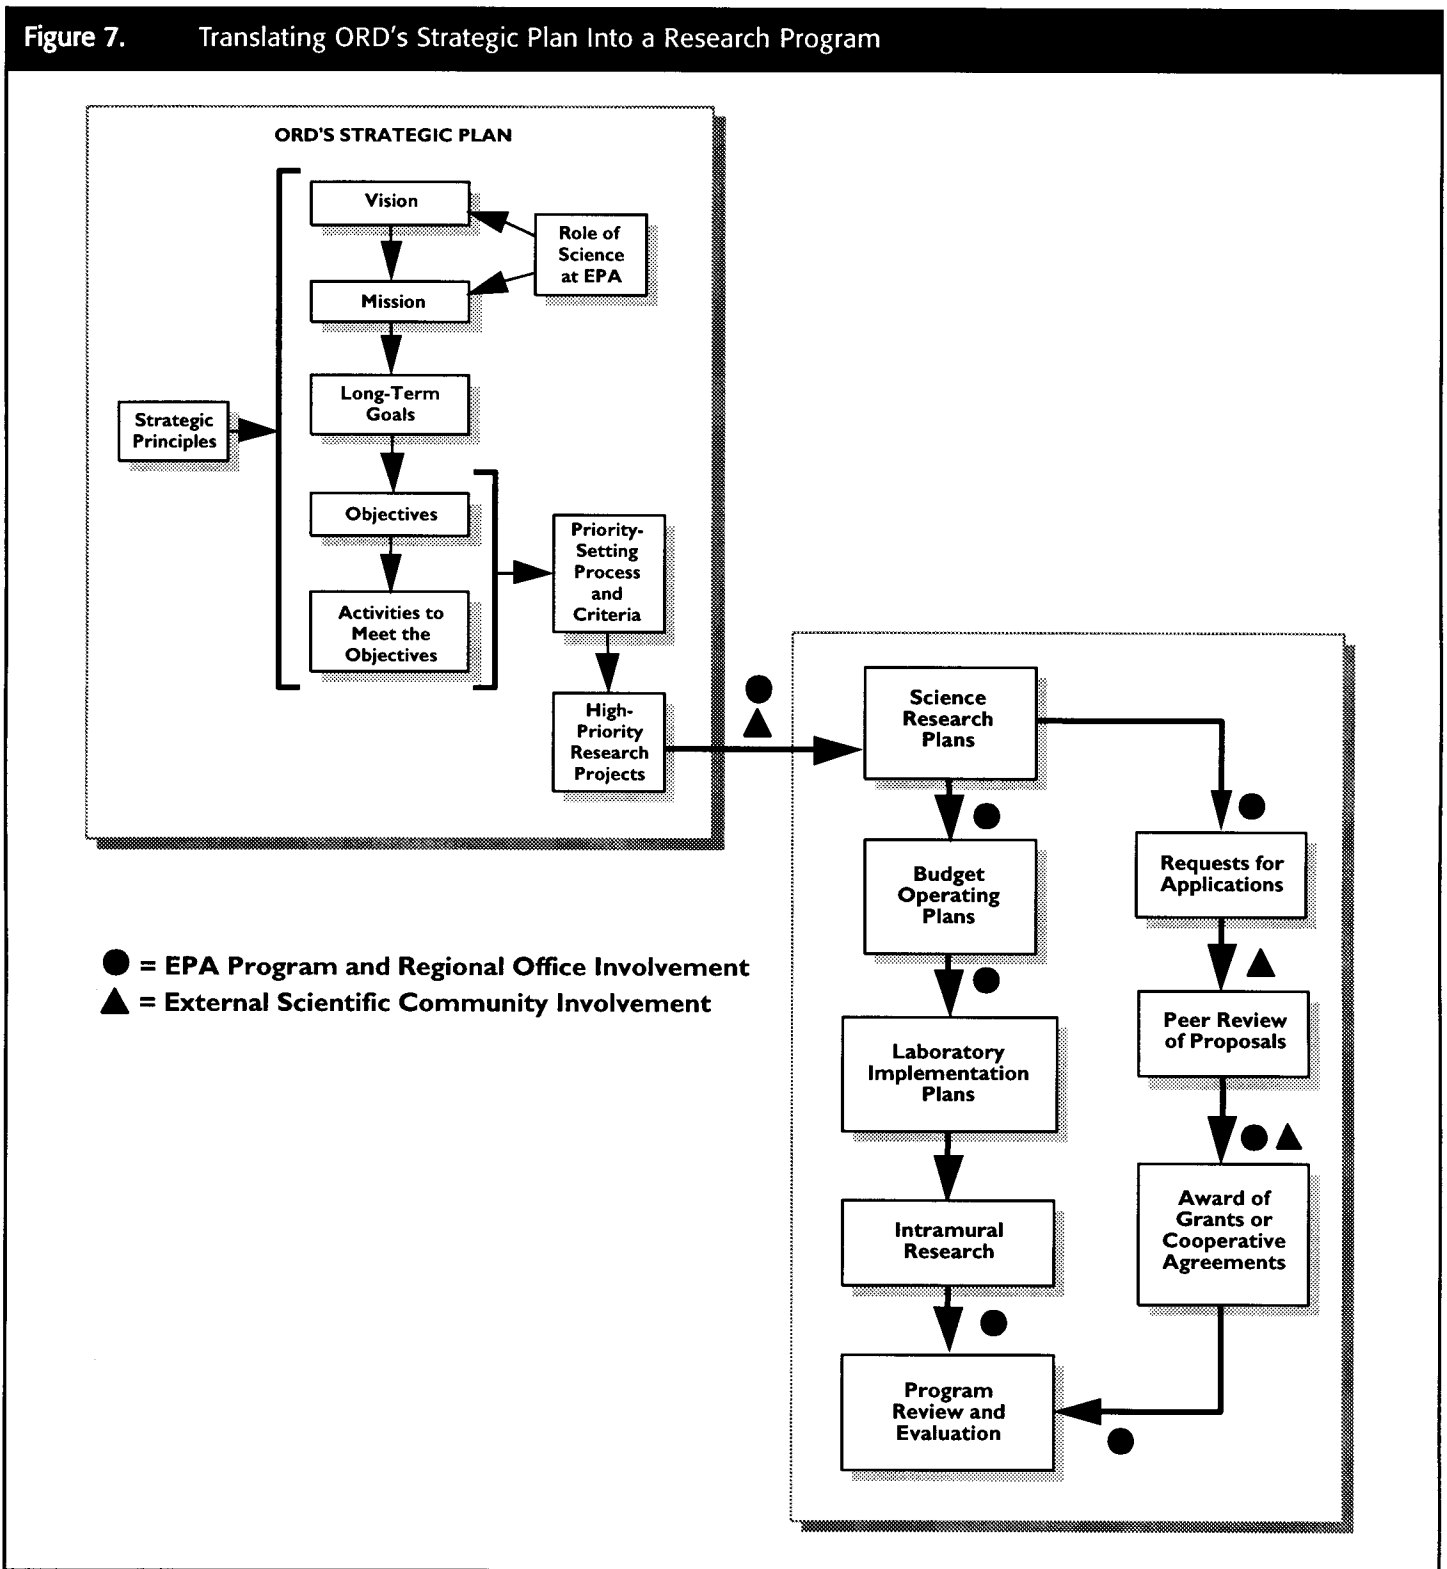 Figure 7. Translating ORD's Strategic Plan Into a Research Program
ORD'S STRATEGIC PLAN
Vision
Role of
Science
at EPA
Mission
Long-Term
Goals
Strategic
Principles
Objectives
Priority-
Setting
Process
and
Criteria
Activities to
Meet the
Objectives
High-
Priority
Research
Projects
Science
Research
Plans
Budget
Operating
Plans
Requests for
Applications
= EPA Program and Regional Office Involvement
= External Scientific Community Involvement
Laboratory
Implementation
Plans
Peer Review
of Proposals
Intramural
Research
Award of
Grants or
Cooperative
Agreements
Program
Review and
Evaluation